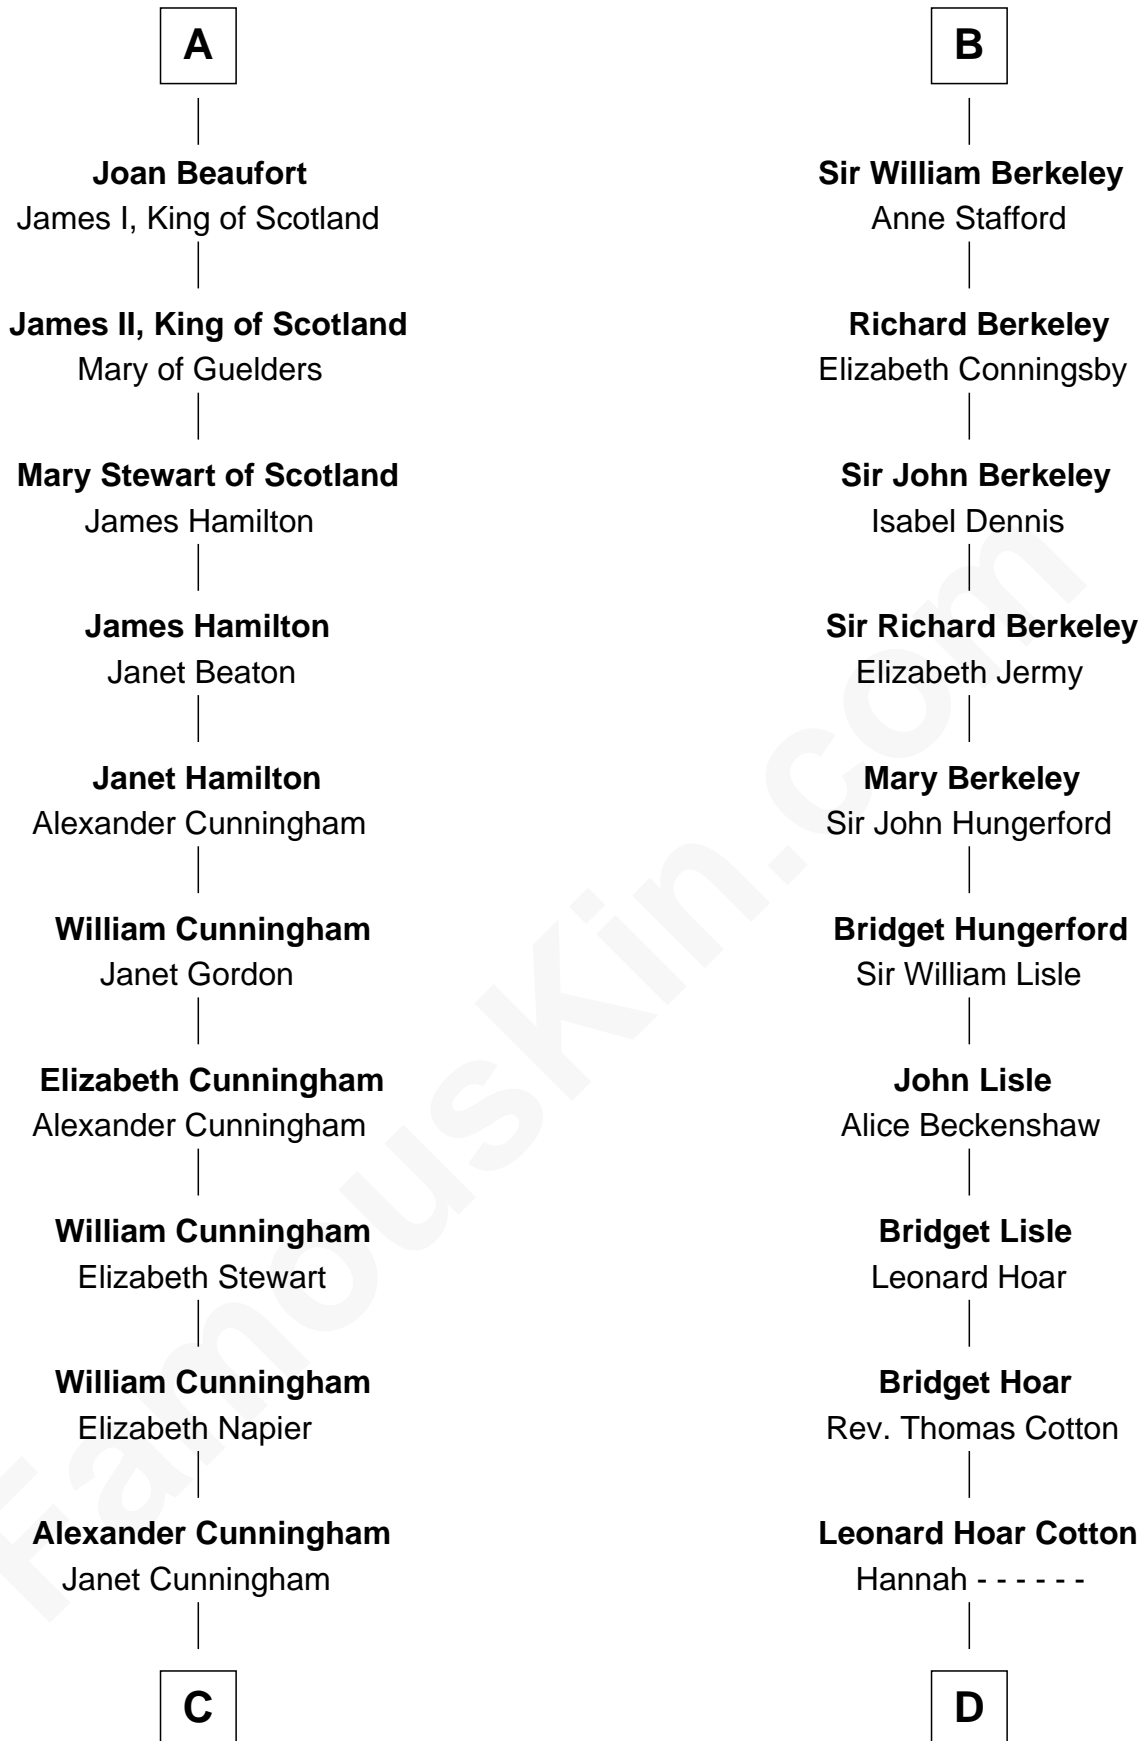 A
Joan Beaufort
James I, King of Scotland
James II, King of Scotland
Mary of Guelders
Mary Stewart of Scotland
James Hamilton
James Hamilton
Janet Beaton
Janet Hamilton
Alexander Cunningham
William Cunningham
Janet Gordon
Elizabeth Cunningham
Alexander Cunningham
William Cunningham
Elizabeth Stewart
William Cunningham
Elizabeth Napier
Alexander Cunningham
Janet Cunningham
C
B
Sir William Berkeley
Anne Stafford
Richard Berkeley
Elizabeth Conningsby
Sir John Berkeley
Isabel Dennis
Sir Richard Berkeley
Elizabeth Jermy
Mary Berkeley
Sir John Hungerford
Bridget Hungerford
Sir William Lisle
John Lisle
Alice Beckenshaw
Bridget Lisle
Leonard Hoar
Bridget Hoar
Rev. Thomas Cotton
Leonard Hoar Cotton
Hannah - - - - - -
D
FamousKin.com